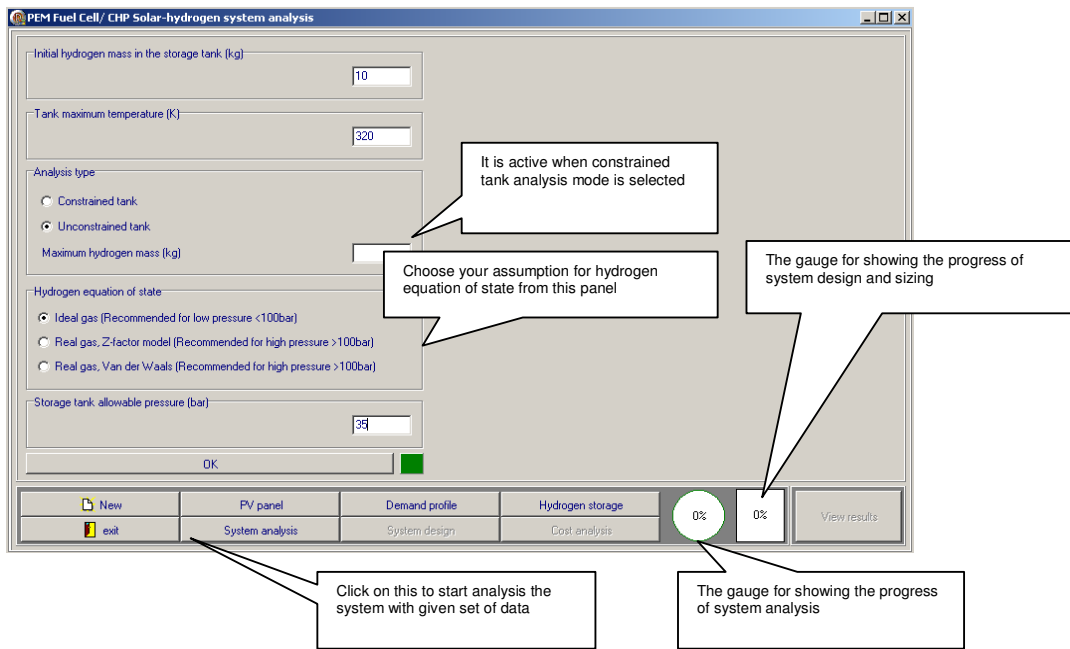 PEM Fuel Cell/ CHP Solar-hydrogen system analysis
Initial hydrogen mass in the storage tank (kg)
10
Tank maximum temperature (K)
320
Analysis type
Constrained tank
Unconstrained tank
Maximum hydrogen mass (kg)
It is active when constrained
tank analysis mode is selected
Choose your assumption for hydrogen
equation of state from this panel
The gauge for showing the progress of
system design and sizing
Hydrogen equation of state
Ideal gas (Recommended for low pressure <100bar)
Real gas, Z-factor model (Recommended for high pressure >100bar)
Real gas, Van der Waals (Recommended for high pressure >100bar)
Storage tank allowable pressure (bar)
35
OK
New
PV panel
Demand profile
Hydrogen storage
0%
0%
View results
exit
System analysis
System design
Cost analysis
Click on this to start analysis the
system with given set of data
The gauge for showing the progress
of system analysis